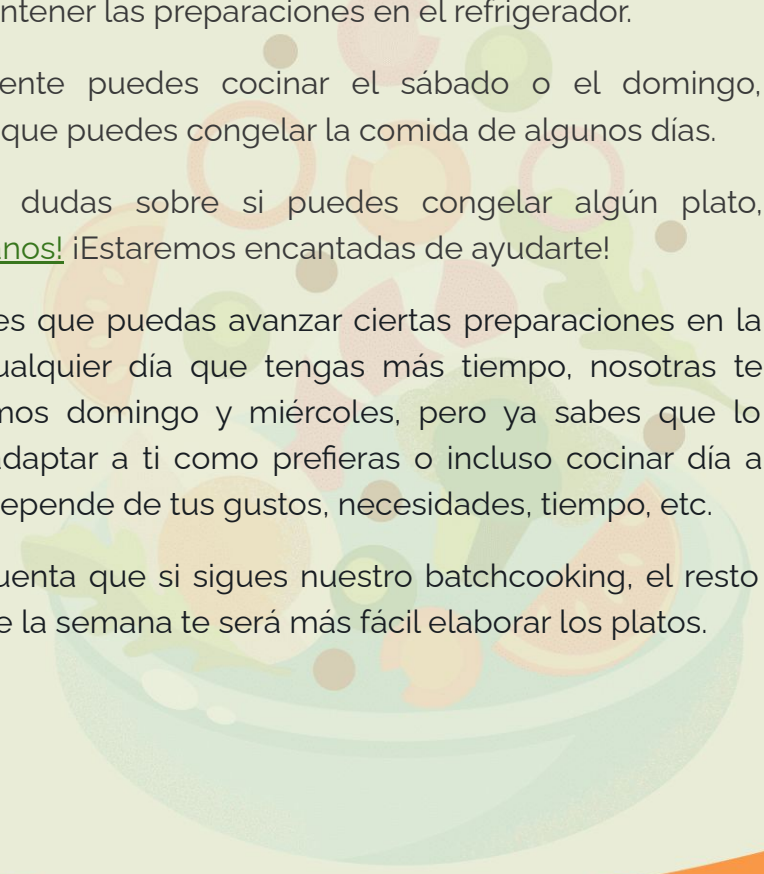 ntener las preparaciones en el refrigerador.
ente puedes cocinar el sábado o el domingo,
que puedes congelar la comida de algunos días.
dudas sobre si puedes congelar algún plato,
anos! ¡Estaremos encantadas de ayudarte!
es que puedas avanzar ciertas preparaciones en la
ualquier día que tengas más tiempo, nosotras te
mos domingo y miércoles, pero ya sabes que lo
adaptar a ti como prefieras o incluso cocinar día a
epende de tus gustos, necesidades, tiempo, etc.
uenta que si sigues nuestro batchcooking, el resto
e la semana te será más fácil elaborar los platos.